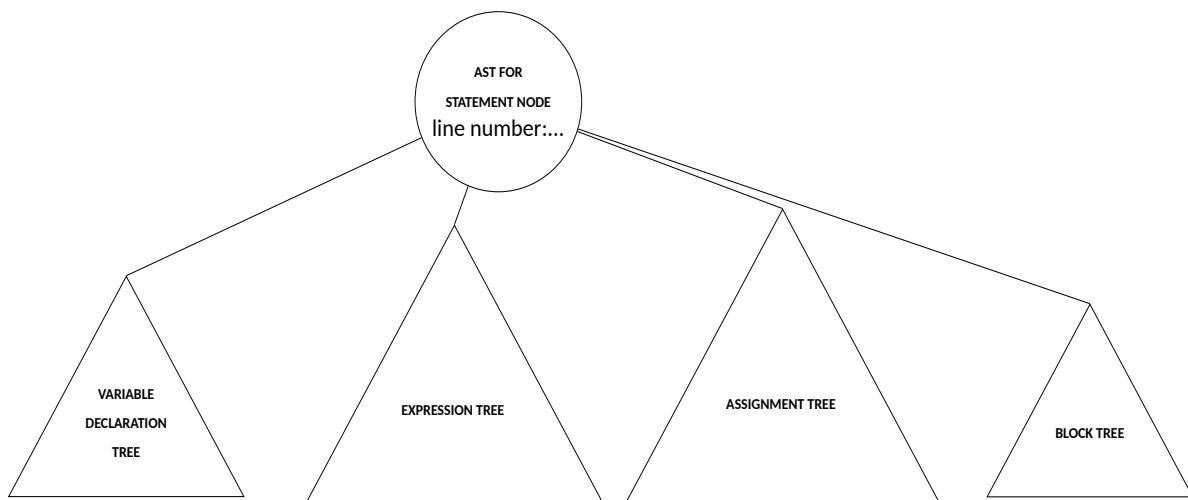 AST FOR
STATEMENT NODE
line number:...
VARIABLE
DECLARATION
TREE
EXPRESSION TREE
ASSIGNMENT TREE
BLOCK TREE